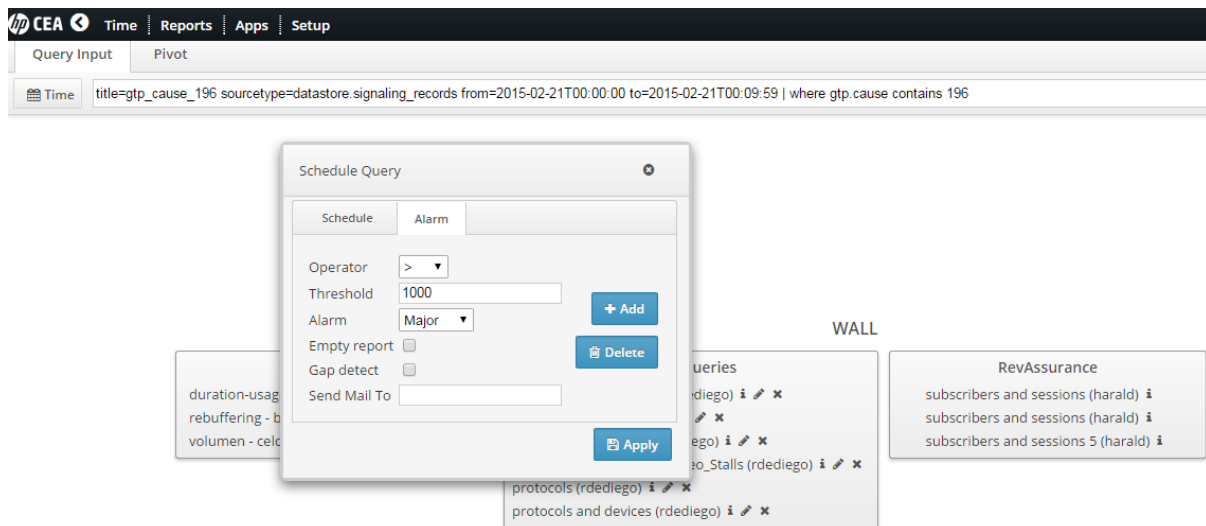 hp CEA Time Reports Apps Setup
Query Input Pivot
Time title=gtp_cause_196 sourcetype=datastore.signaling_records from=2015-02-21T00:00:00 to=2015-02-21T00:09:59 | where gtp.cause contains 196
Schedule Query
Schedule Alarm
Operator >
Threshold 1000
Alarm Major
Empty report
Gap detect
Send Mail To
+ Add
Delete
Apply
WALL
duration-usag
rebuffering - b
volumen - celd
ueries
diego) i
ego) i
eo_Stalls (rdediego) i
protocols (rdediego) i
protocols and devices (rdediego) i
RevAssurance
subscribers and sessions (harald) i
subscribers and sessions (harald) i
subscribers and sessions 5 (harald) i